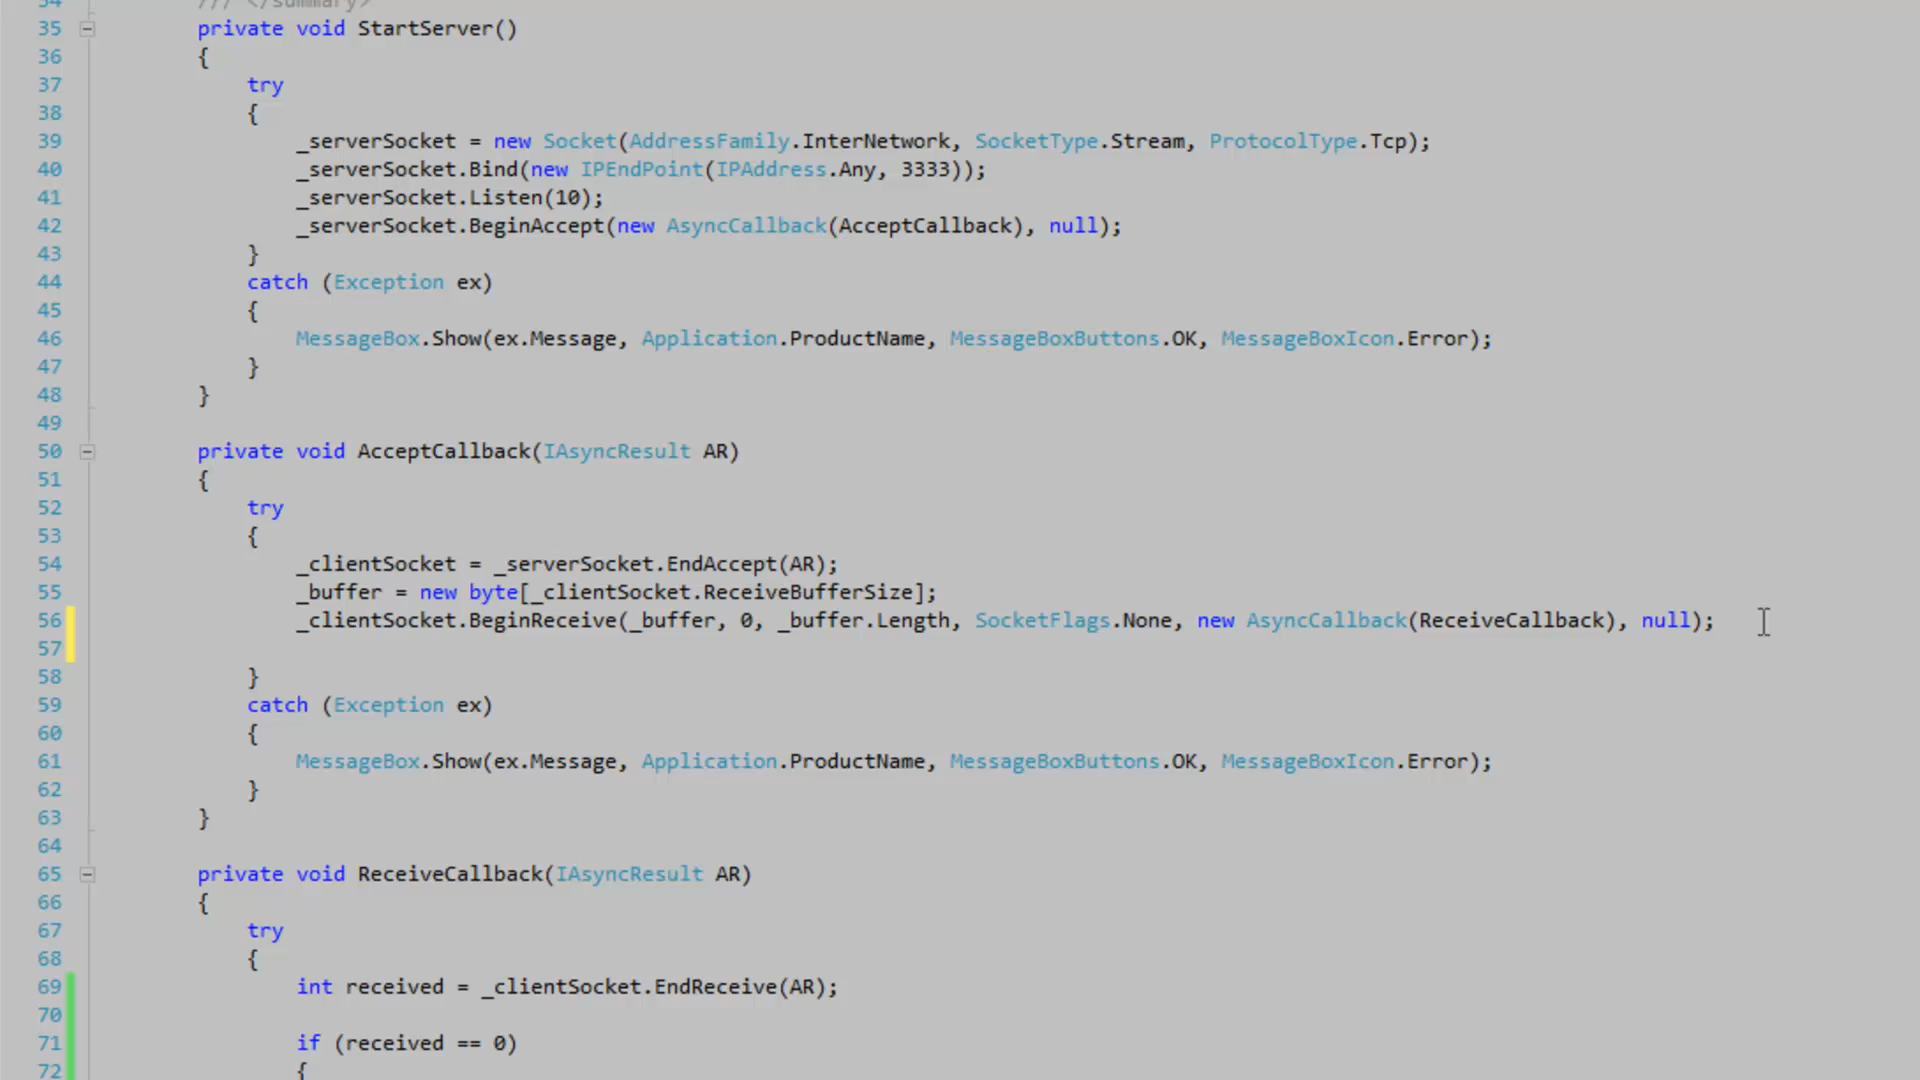 34 /// </summary>
35 private void StartServer()
36 {
37 try
38 {
39 _serverSocket = new Socket(AddressFamily.InterNetwork, SocketType.Stream, ProtocolType.Tcp);
40 _serverSocket.Bind(new IPEndPoint(IPAddress.Any, 3333));
41 _serverSocket.Listen(10);
42 _serverSocket.BeginAccept(new AsyncCallback(AcceptCallback), null);
43 }
44 catch (Exception ex)
45 {
46 MessageBox.Show(ex.Message, Application.ProductName, MessageBoxButtons.OK, MessageBoxIcon.Error);
47 }
48 }
49
50 private void AcceptCallback(IAsyncResult AR)
51 {
52 try
53 {
54 _clientSocket = _serverSocket.EndAccept(AR);
55 _buffer = new byte[_clientSocket.ReceiveBufferSize];
56 _clientSocket.BeginReceive(_buffer, 0, _buffer.Length, SocketFlags.None, new AsyncCallback(ReceiveCallback), null);
57
58 }
59 catch (Exception ex)
60 {
61 MessageBox.Show(ex.Message, Application.ProductName, MessageBoxButtons.OK, MessageBoxIcon.Error);
62 }
63 }
64
65 private void ReceiveCallback(IAsyncResult AR)
66 {
67 try
68 {
69 int received = _clientSocket.EndReceive(AR);
70
71 if (received == 0)
72 {